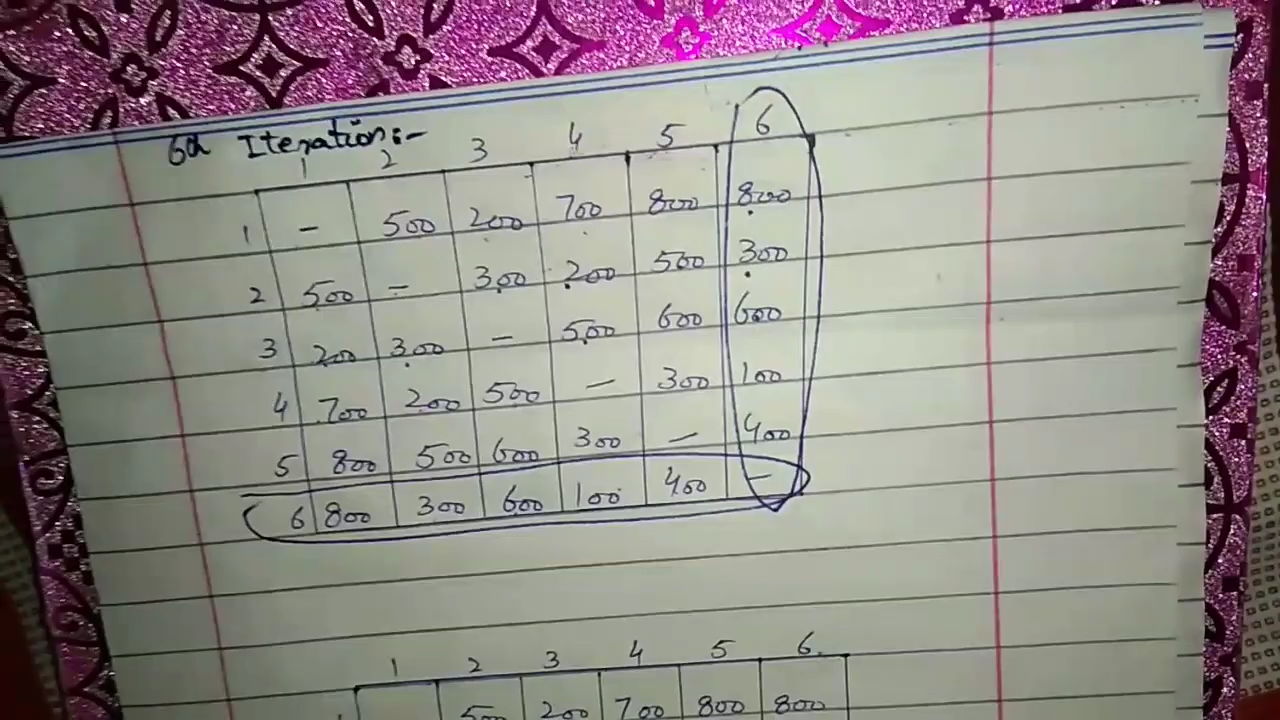 6th Iteration:-
1 2 3 4 5 6
1 - 500 200 700 800 800
2 500 - 300 200 500 300
3 200 300 - 500 600 600
4 700 200 500 - 300 100
5 800 500 600 300 - 400
6 800 300 600 100 400 -
1 2 3 4 5 6
500 200 700 800 800